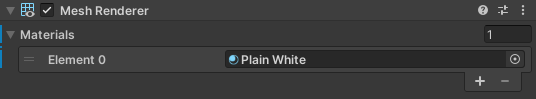 Mesh Renderer
Materials 1
Element 0 Plain White